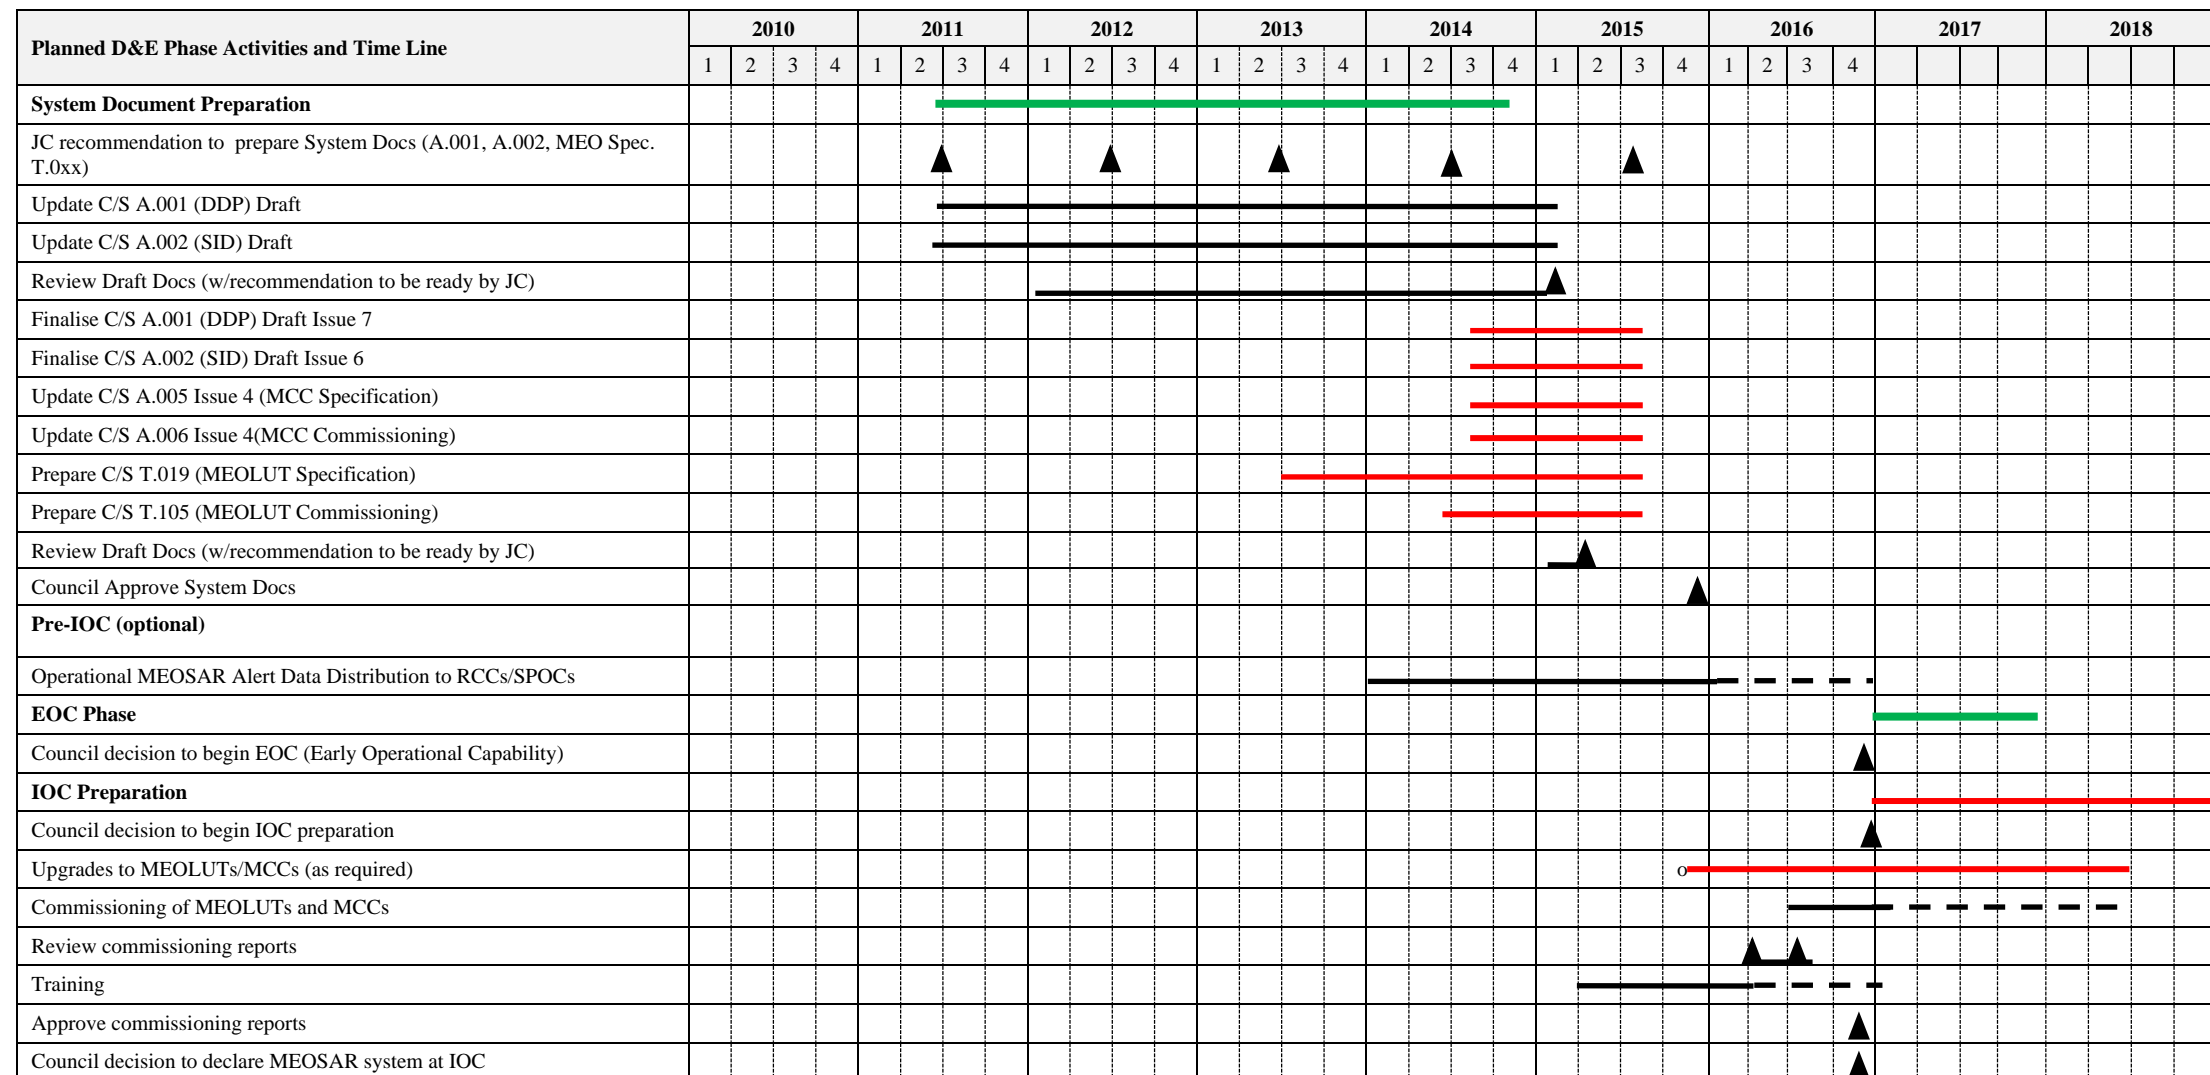 Planned D&E Phase Activities and Time Line
2010 2011 2012 2013 2014 2015 2016 2017 2018
1 2 3 4 1 2 3 4 1 2 3 4 1 2 3 4 1 2 3 4 1 2 3 4 1 2 3 4
System Document Preparation
JC recommendation to prepare System Docs (A.001, A.002, MEO Spec.
T.0xx)
Update C/S A.001 (DDP) Draft
Update C/S A.002 (SID) Draft
Review Draft Docs (w/recommendation to be ready by JC)
Finalise C/S A.001 (DDP) Draft Issue 7
Finalise C/S A.002 (SID) Draft Issue 6
Update C/S A.005 Issue 4 (MCC Specification)
Update C/S A.006 Issue 4(MCC Commissioning)
Prepare C/S T.019 (MEOLUT Specification)
Prepare C/S T.105 (MEOLUT Commissioning)
Review Draft Docs (w/recommendation to be ready by JC)
Council Approve System Docs
Pre-IOC (optional)
Operational MEOSAR Alert Data Distribution to RCCs/SPOCs
EOC Phase
Council decision to begin EOC (Early Operational Capability)
IOC Preparation
Council decision to begin IOC preparation
Upgrades to MEOLUTs/MCCs (as required) o
Commissioning of MEOLUTs and MCCs
Review commissioning reports
Training
Approve commissioning reports
Council decision to declare MEOSAR system at IOC